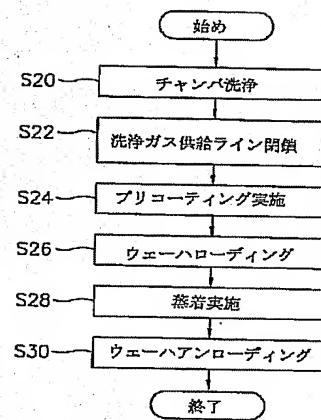 始め
S20 チャンバ洗浄
S22 洗浄ガス供給ライン閉鎖
S24 プリコーティング実施
S26 ウェーハローディング
S28 蒸着実施
S30 ウェーハアンローディング
終了